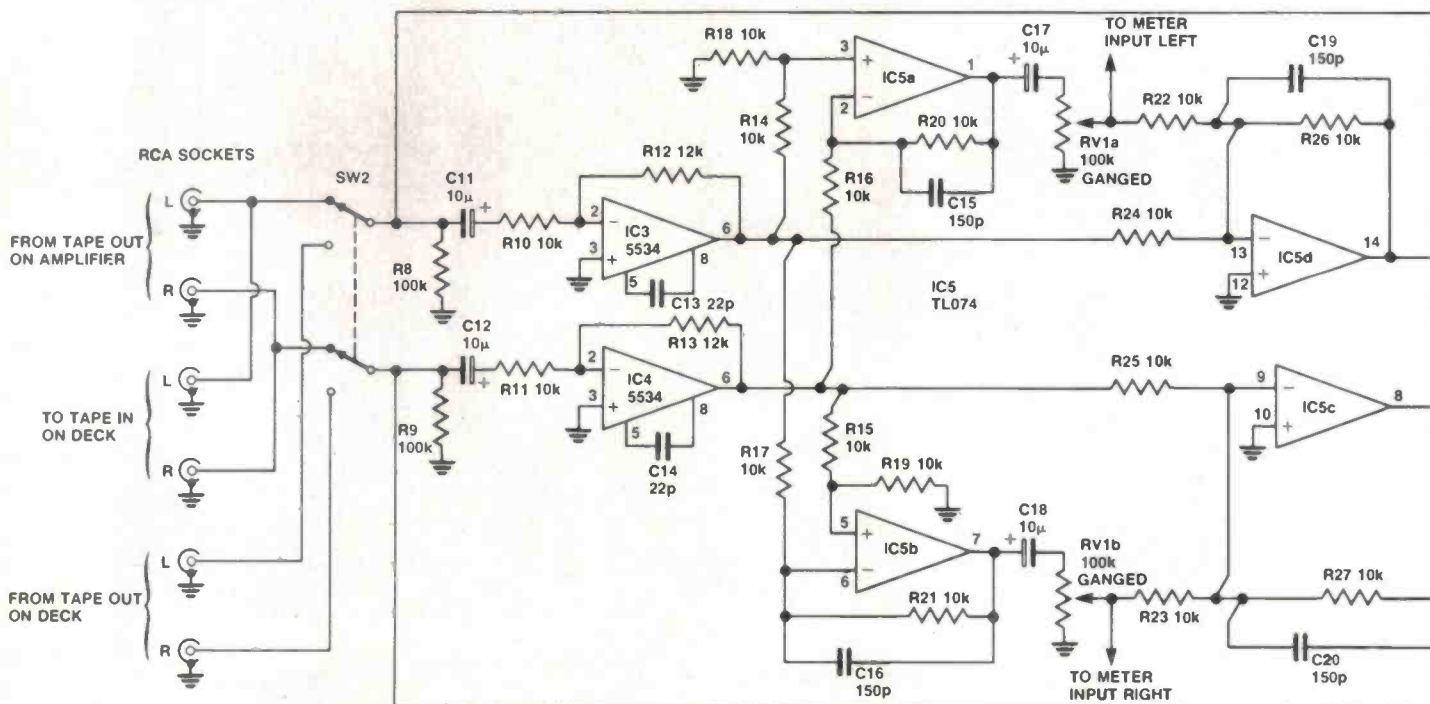 RCA SOCKETS
L
FROM TAPE OUT
ON AMPLIFIER
R
L
TO TAPE IN
ON DECK
R
L
FROM TAPE OUT
ON DECK
R
SW2
C11
10μ
+
R8
100k
R10 10k
R12 12k
2
−
3
+
IC3
5534
6
5
8
C13 22p
C12
10μ
+
R9
100k
R11 10k
R13 12k
2
−
3
+
IC4
5534
6
5
8
C14
22p
R18 10k
R14
10k
3
+
2
−
IC5a
1
R20 10k
R16
10k
C15
150p
C17
10μ
+
RV1a
100k
GANGED
TO METER
INPUT LEFT
R22 10k
C19
150p
R26 10k
R24 10k
13
−
12
+
IC5d
14
IC5
TL074
R25 10k
9
−
10
+
IC5c
8
R17
10k
R15
10k
R19 10k
5
+
6
−
IC5b
7
R21 10k
C16
150p
C18
10μ
+
RV1b
100k
GANGED
R23 10k
TO METER
INPUT RIGHT
R27 10k
C20
150p